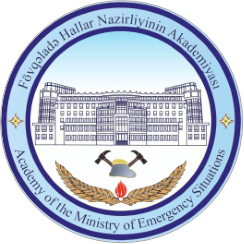 Fövqəladə Hallar Nazirliyinin Akademiyası
Academy of the Ministry of Emergency Situations